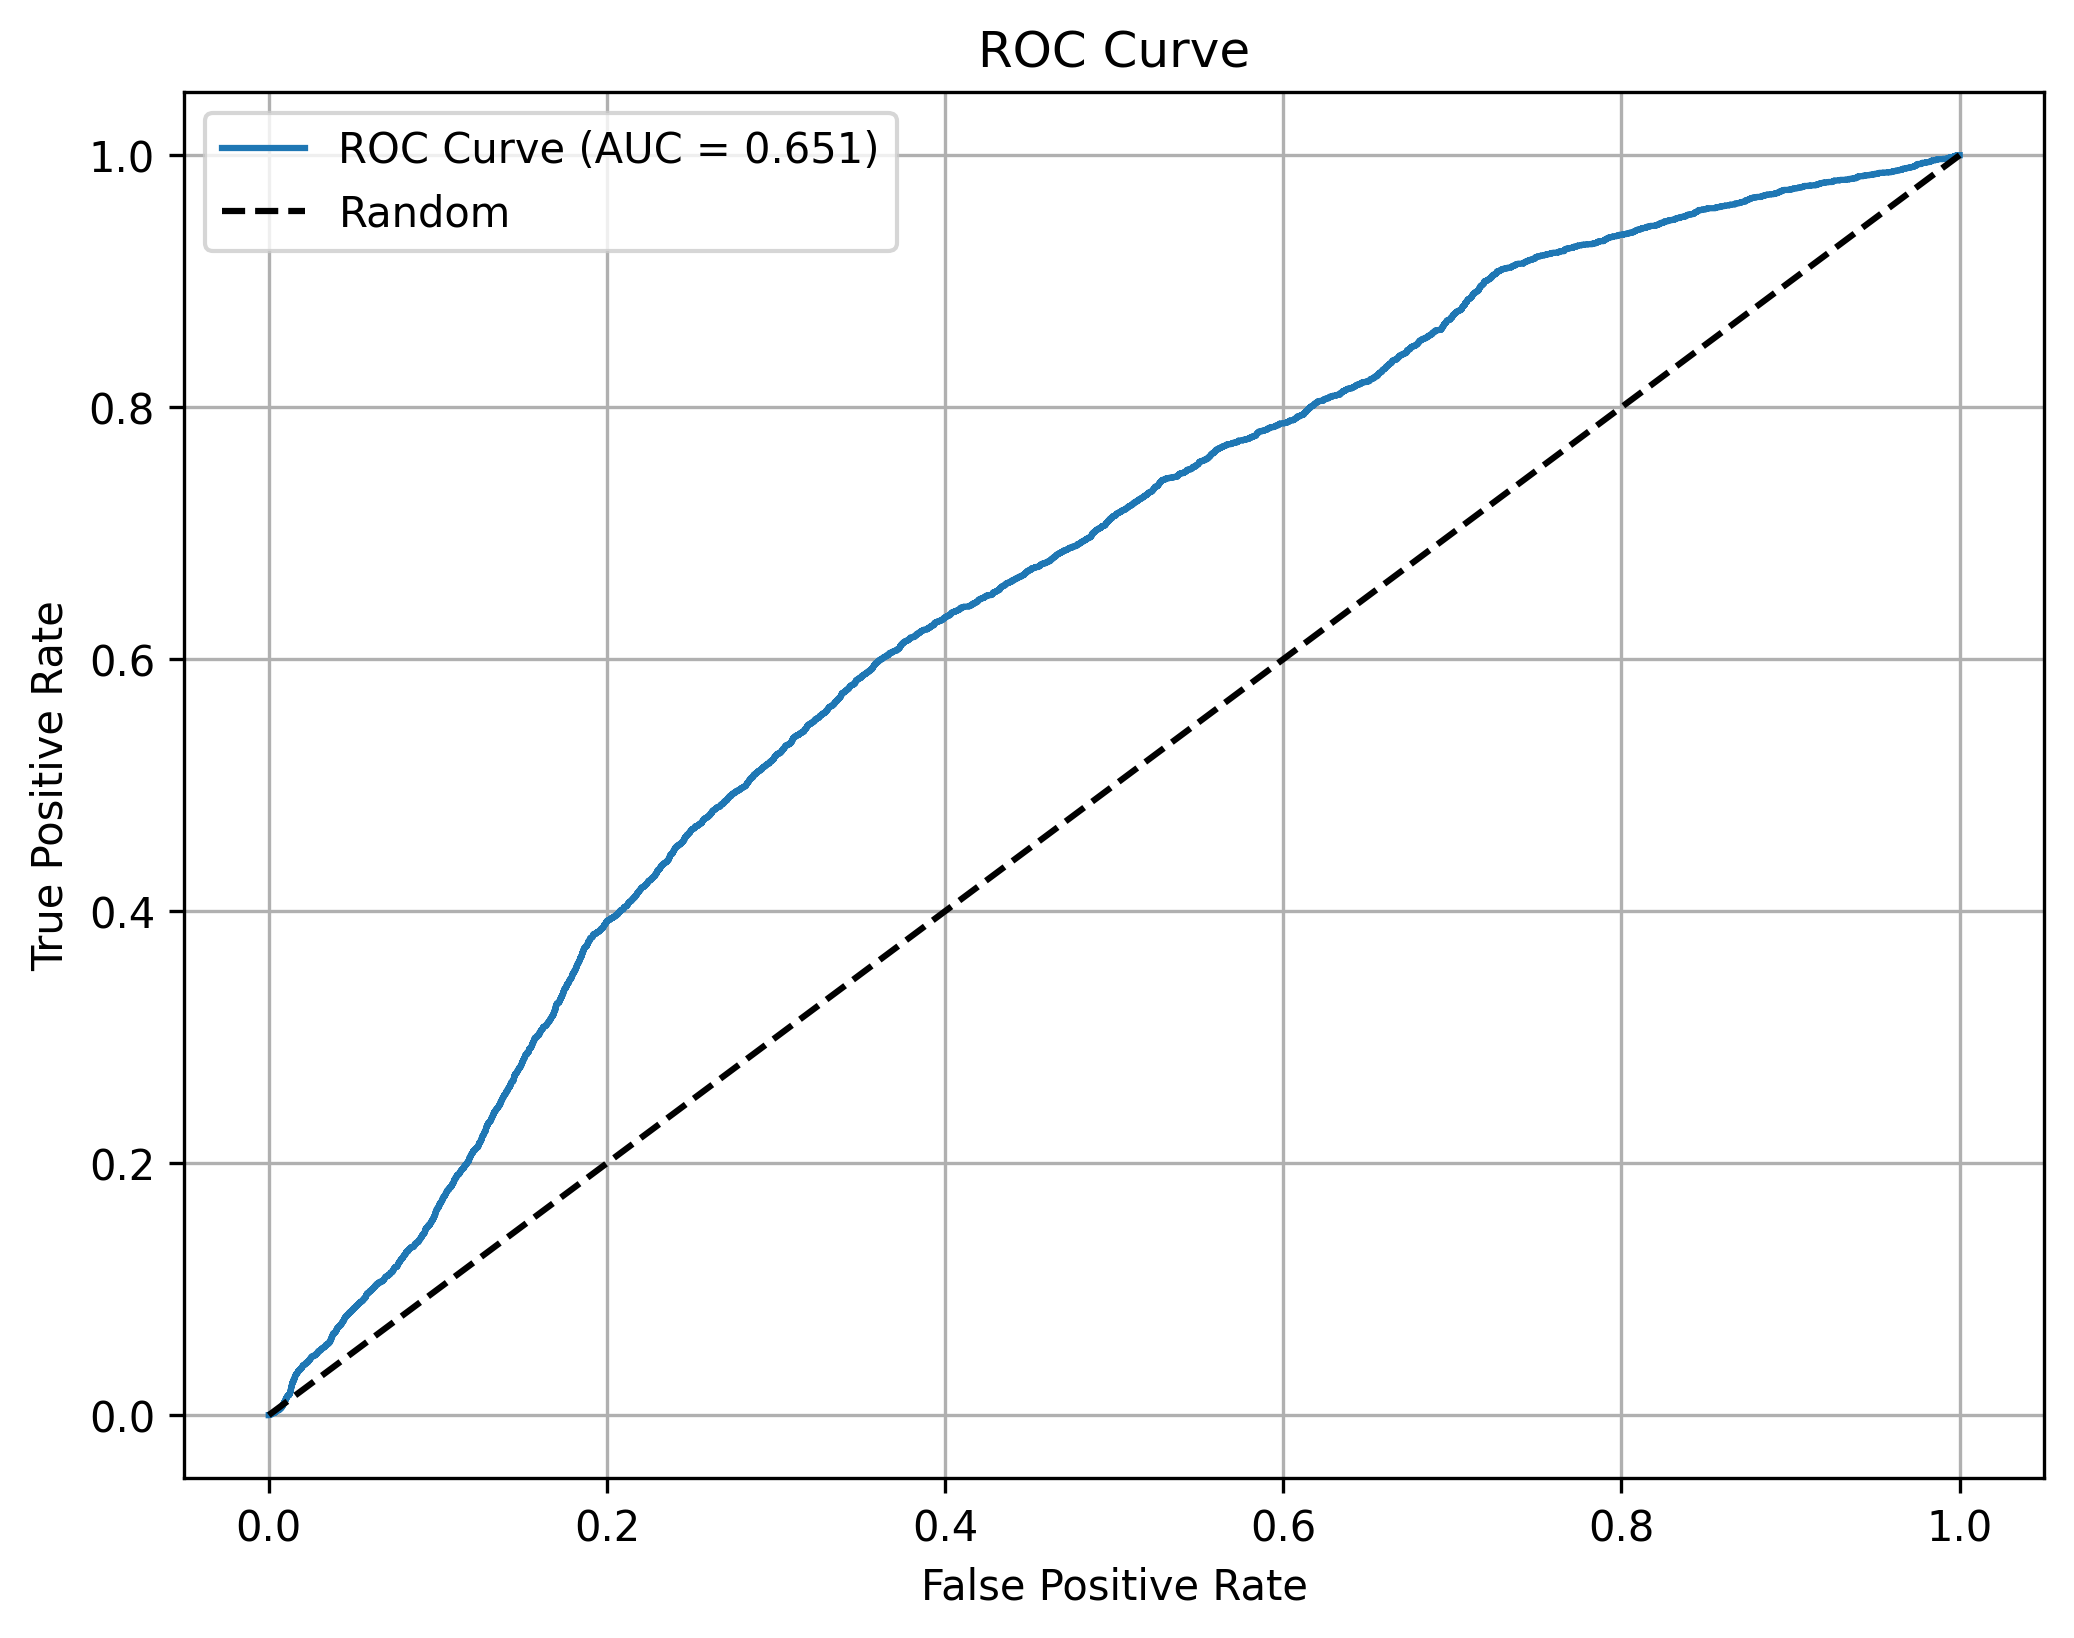 ROC Curve
ROC Curve (AUC = 0.651)
Random
True Positive Rate
1.0
0.8
0.6
0.4
0.2
0.0
0.0 0.2 0.4 0.6 0.8 1.0
False Positive Rate